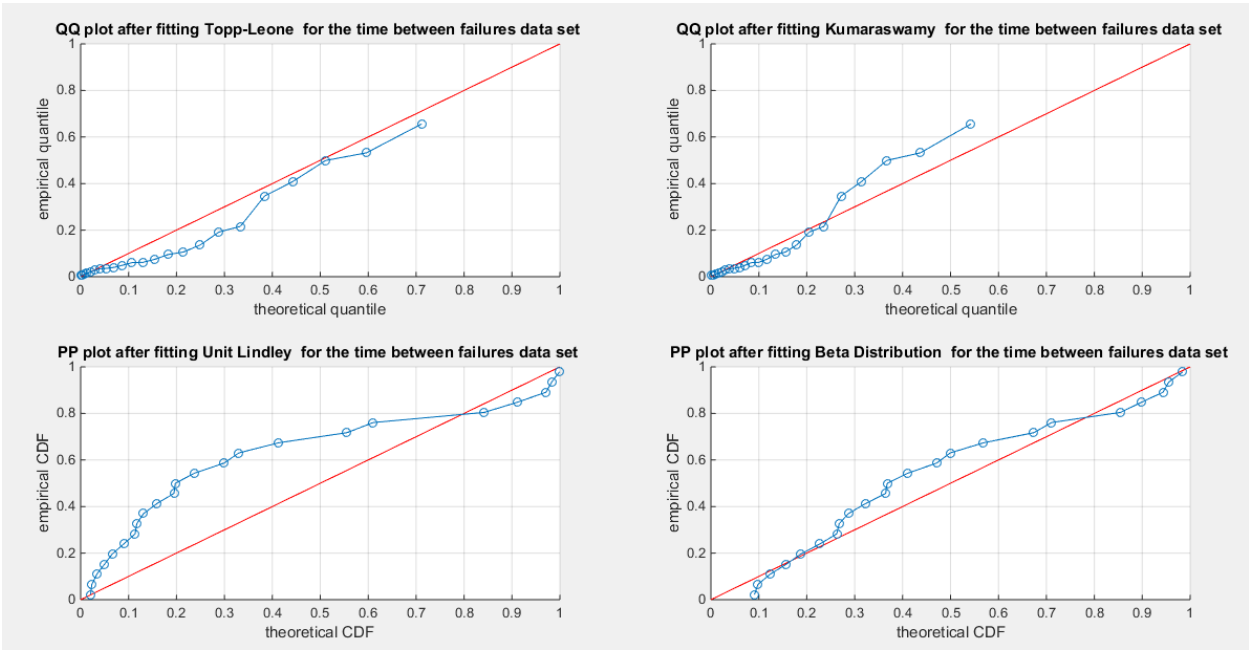 QQ plot after fitting Topp-Leone for the time between failures data set
1
0.8
0.6
0.4
0.2
0
empirical quantile
0 0.1 0.2 0.3 0.4 0.5 0.6 0.7 0.8 0.9 1
theoretical quantile
QQ plot after fitting Kumaraswamy for the time between failures data set
1
0.8
0.6
0.4
0.2
0
empirical quantile
0 0.1 0.2 0.3 0.4 0.5 0.6 0.7 0.8 0.9 1
theoretical quantile
PP plot after fitting Unit Lindley for the time between failures data set
1
0.8
0.6
0.4
0.2
0
empirical CDF
0 0.1 0.2 0.3 0.4 0.5 0.6 0.7 0.8 0.9 1
theoretical CDF
PP plot after fitting Beta Distribution for the time between failures data set
1
0.8
0.6
0.4
0.2
0
empirical CDF
0 0.1 0.2 0.3 0.4 0.5 0.6 0.7 0.8 0.9 1
theoretical CDF